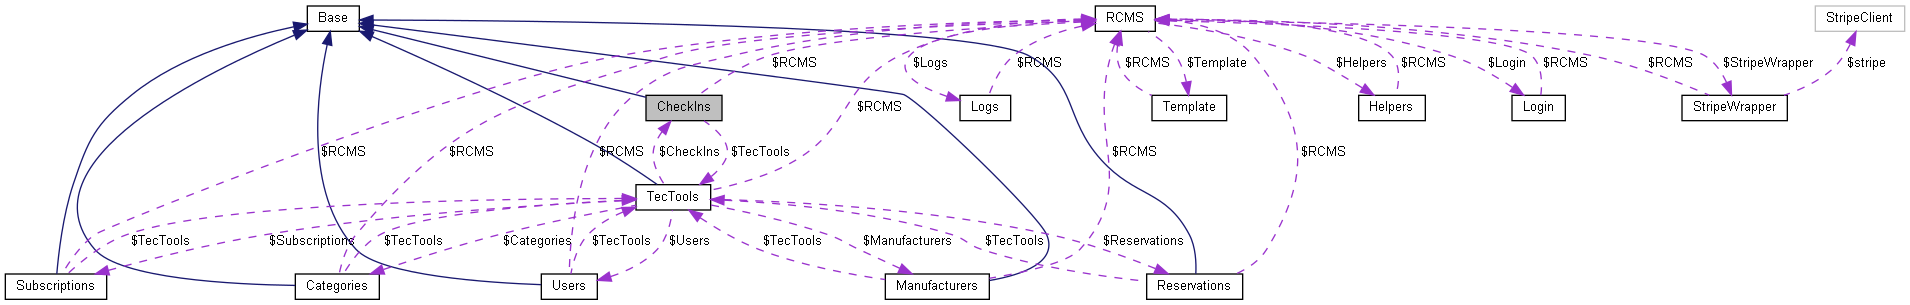 Base
RCMS
StripeClient
$RCMS
$Logs
$RCMS
$Template
$RCMS
$Helpers
$RCMS
$Login
$RCMS
$RCMS
$StripeWrapper
$stripe
CheckIns
Logs
Template
Helpers
Login
StripeWrapper
$RCMS
$RCMS
$RCMS
$RCMS
$CheckIns
$TecTools
$RCMS
$RCMS
TecTools
$TecTools
$Subscriptions
$TecTools
$Categories
$TecTools
$Users
$TecTools
$Manufacturers
$TecTools
$Reservations
Subscriptions
Categories
Users
Manufacturers
Reservations